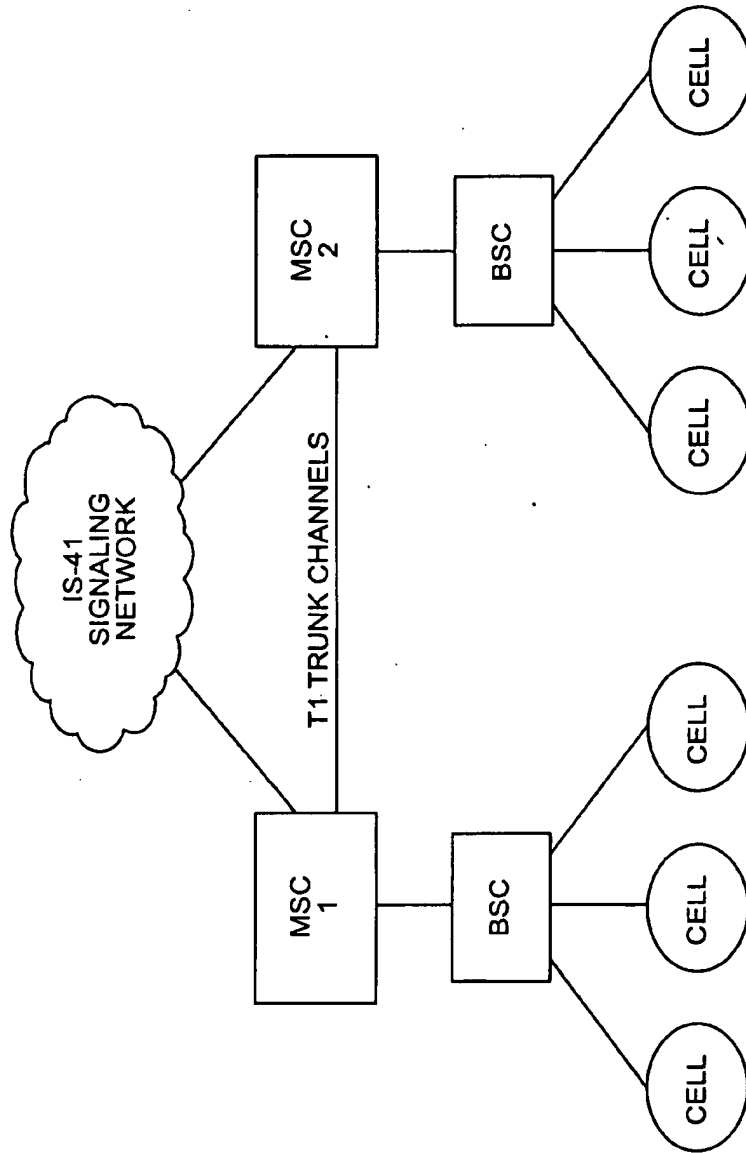 IS-41
SIGNALING
NETWORK
MSC
1
T1 TRUNK CHANNELS
MSC
2
BSC
BSC
CELL
CELL
CELL
CELL
CELL
CELL